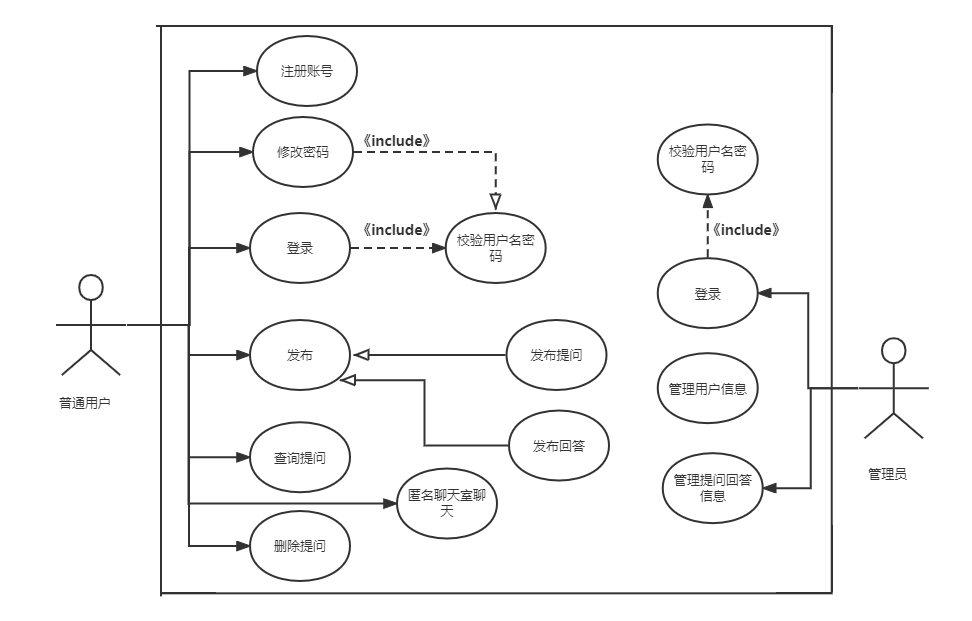 注册账号
修改密码
《include》
校验用户名密
码
登录
《include》
校验用户名密
码
《include》
登录
普通用户
发布
发布提问
管理用户信息
发布回答
查询提问
管理员
管理提问回答
信息
匿名聊天室聊
天
删除提问